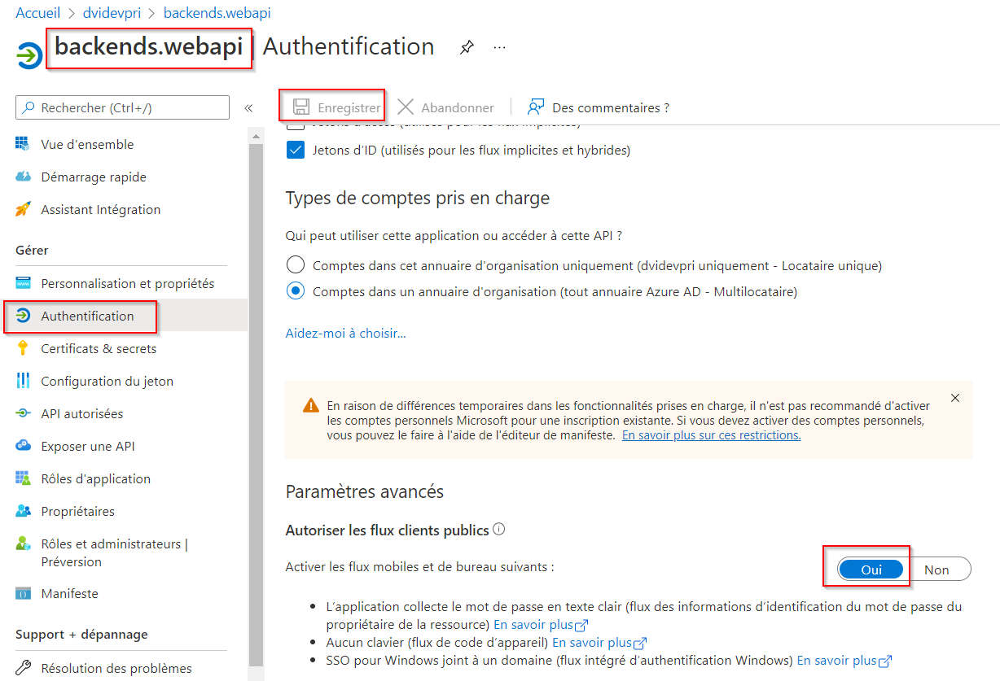 Accueil > dvidevpri > backends.webapi
backends.webapi | Authentification ...
Rechercher (Ctrl+/)
«
Enregistrer
Abandonner
Des commentaires ?
Vue d'ensemble
Démarrage rapide
Assistant Intégration
Gérer
Personnalisation et propriétés
Authentification
Certificats & secrets
Configuration du jeton
API autorisées
Exposer une API
Rôles d'application
Propriétaires
Rôles et administrateurs |
Préversion
Manifeste
Support + dépannage
Résolution des problèmes
Jetons d'accès (utilisés pour les flux implicites)
Jetons d’ID (utilisés pour les flux implicites et hybrides)
Types de comptes pris en charge
Qui peut utiliser cette application ou accéder à cette API ?
Comptes dans cet annuaire d'organisation uniquement (dvidevpri uniquement - Locataire unique)
Comptes dans un annuaire d'organisation (tout annuaire Azure AD - Multilocataire)
Aidez-moi à choisir...
En raison de différences temporaires dans les fonctionnalités prises en charge, il n'est pas recommandé d'activer
les comptes personnels Microsoft pour une inscription existante. Si vous devez activer des comptes personnels,
vous pouvez le faire à l'aide de l'éditeur de manifeste. En savoir plus sur ces restrictions.
Paramètres avancés
Autoriser les flux clients publics
Activer les flux mobiles et de bureau suivants :
Oui
Non
• L’application collecte le mot de passe en texte clair (flux des informations d’identification du mot de passe du
propriétaire de la ressource) En savoir plus
• Aucun clavier (flux de code d’appareil) En savoir plus
• SSO pour Windows joint à un domaine (flux intégré d’authentification Windows) En savoir plus